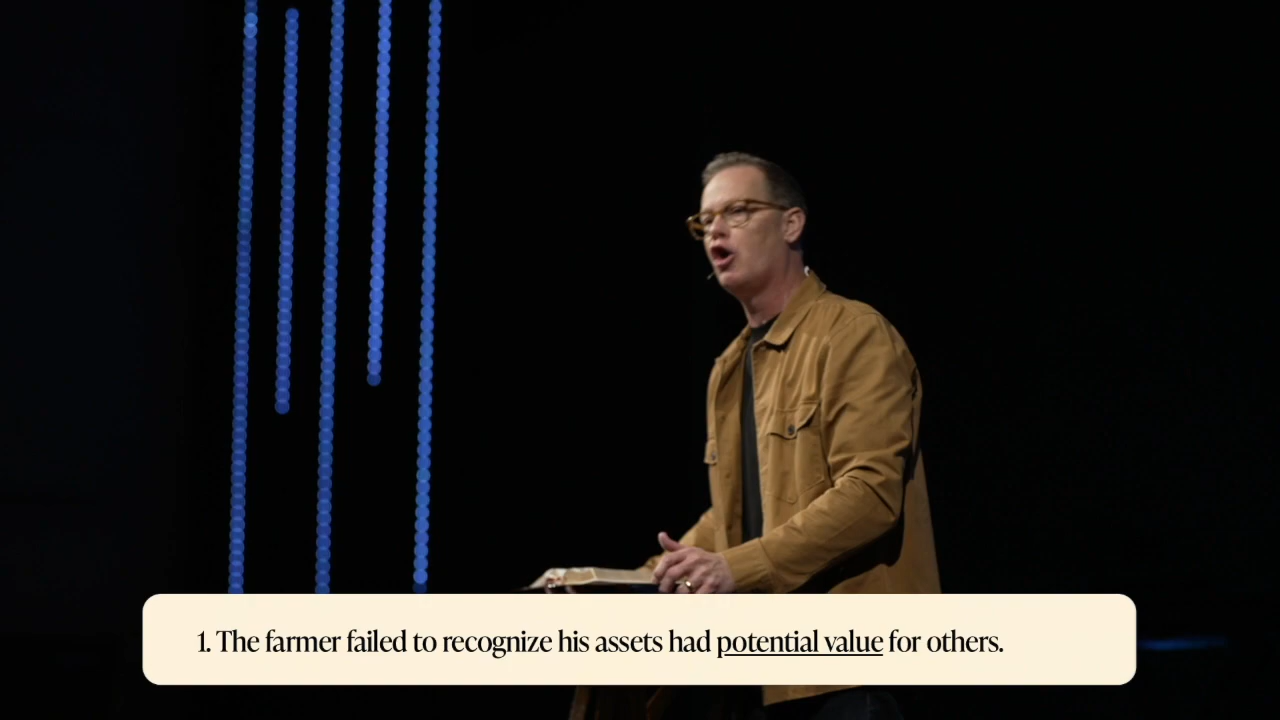 1. The farmer failed to recognize his assets had potential value for others.